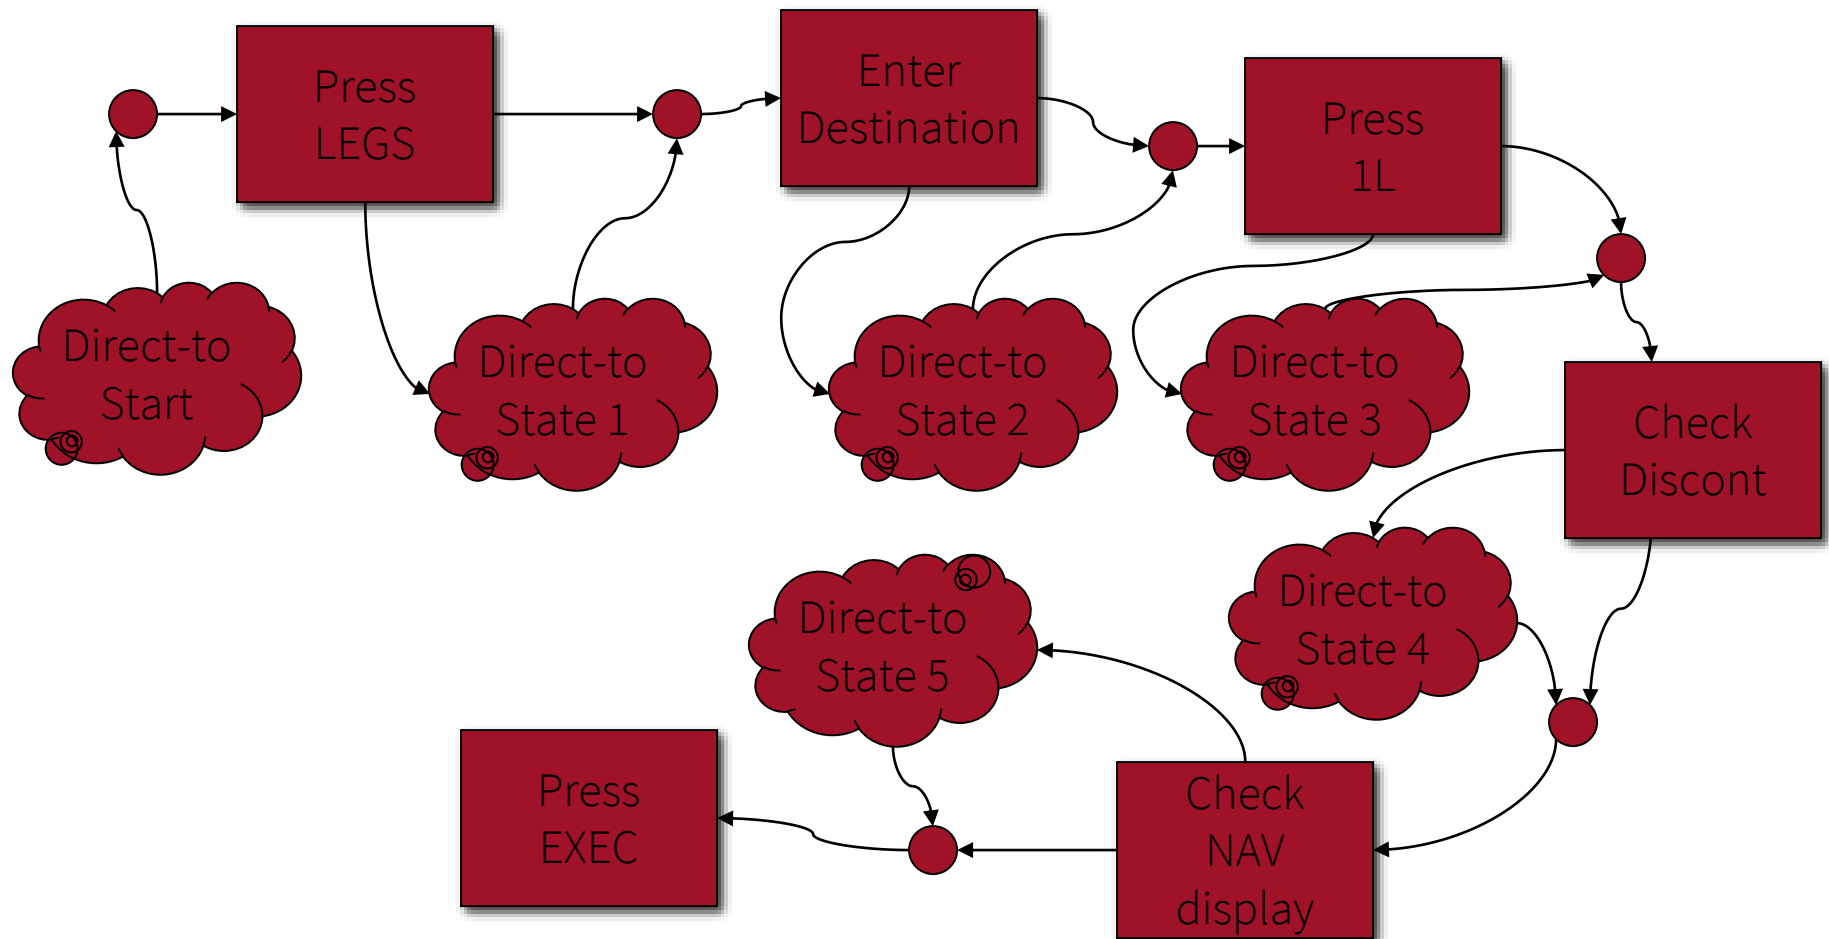 Press
LEGS
Enter
Destination
Press
1L
Direct-to
Start
Direct-to
State 1
Direct-to
State 2
Direct-to
State 3
Check
Discont
Direct-to
State 4
Direct-to
State 5
Check
NAV
display
Press
EXEC